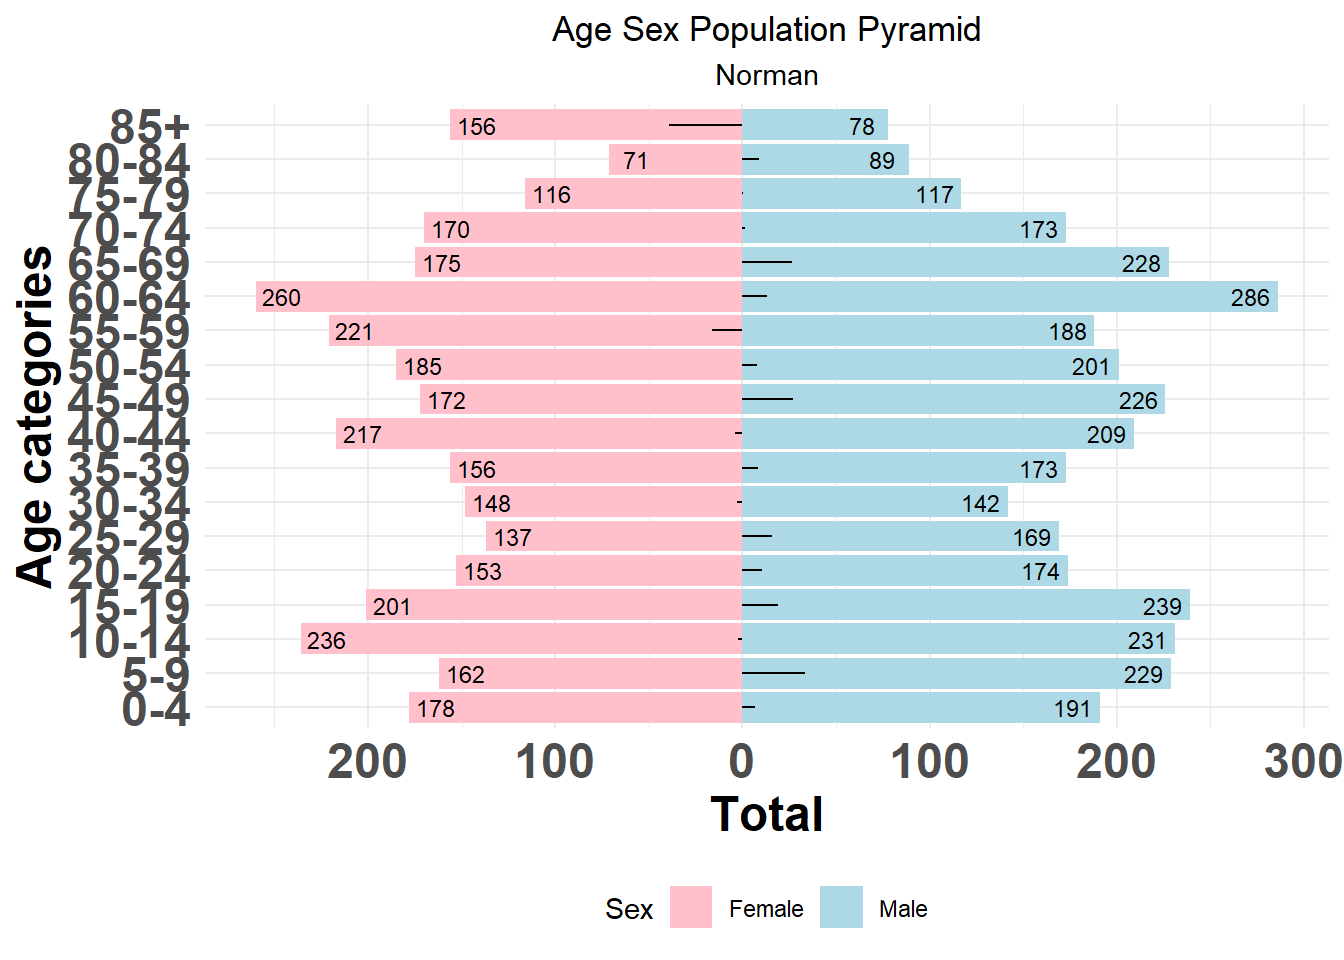 Age Sex Population Pyramid
Norman
Age categories
85+ 156 78
80-84 71 89
75-79 116 117
70-74 170 173
65-69 175 228
60-64 260 286
55-59 221 188
50-54 185 201
45-49 172 226
40-44 217 209
35-39 156 173
30-34 148 142
25-29 137 169
20-24 153 174
15-19 201 239
10-14 236 231
5-9 162 229
0-4 178 191
200 100 0 100 200 300
Total
Sex Female Male